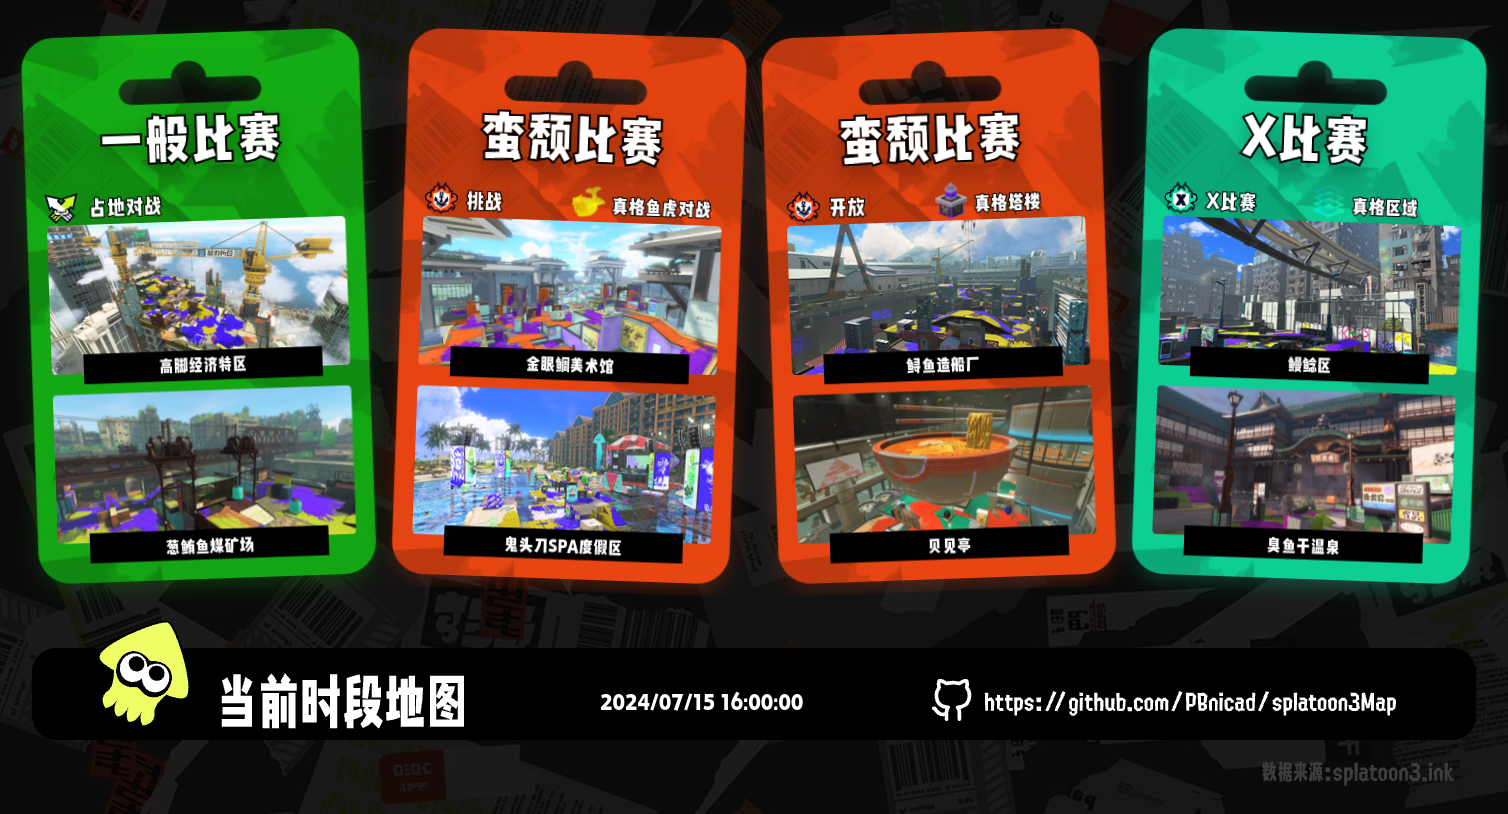 一般比赛
占地对战
高脚经济特区
葱鲔鱼煤矿场
蛮颓比赛
挑战
真格鱼虎对战
金眼鲷美术馆
鬼头刀SPA度假区
蛮颓比赛
开放
真格塔楼
鲟鱼造船厂
贝见亭
X比赛
X比赛
真格区域
鳗鲶区
臭鱼干温泉
当前时段地图
2024/07/15 16:00:00
https://github.com/PBnicad/splatoon3Map
数据来源:splatoon3.ink